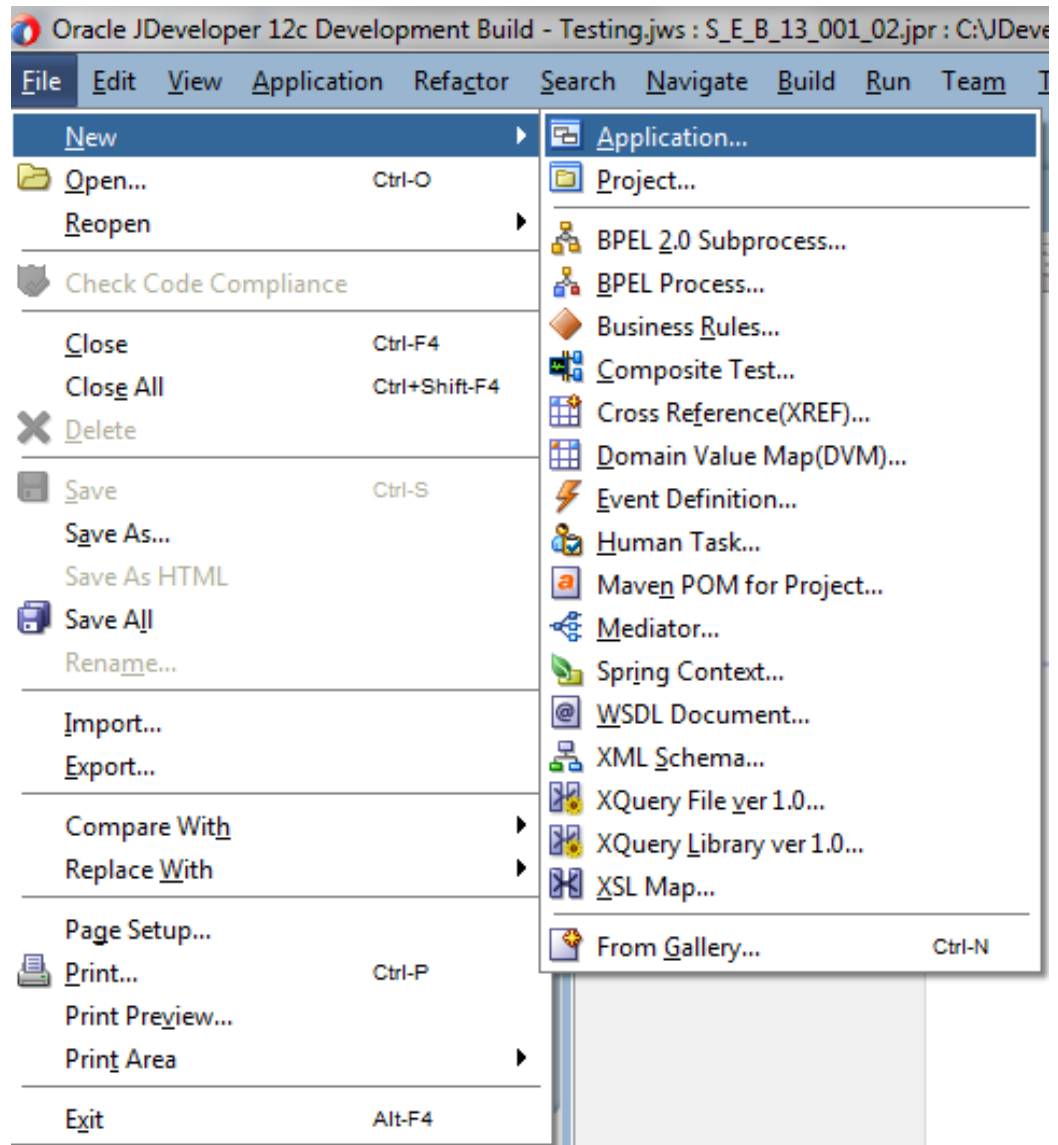 Oracle JDeveloper 12c Development Build - Testing.jws : S_E_B_13_001_02.jpr : C:\JDeve
File Edit View Application Refactor Search Navigate Build Run Team T
New
Open... Ctrl-O
Reopen
Check Code Compliance
Close Ctrl-F4
Close All Ctrl+Shift-F4
Delete
Save Ctrl-S
Save As...
Save As HTML
Save All
Rename...
Import...
Export...
Compare With
Replace With
Page Setup...
Print... Ctrl-P
Print Preview...
Print Area
Exit Alt-F4
Application...
Project...
BPEL 2.0 Subprocess...
BPEL Process...
Business Rules...
Composite Test...
Cross Reference(XREF)...
Domain Value Map(DVM)...
Event Definition...
Human Task...
Maven POM for Project...
Mediator...
Spring Context...
WSDL Document...
XML Schema...
XQuery File ver 1.0...
XQuery Library ver 1.0...
XSL Map...
From Gallery... Ctrl-N